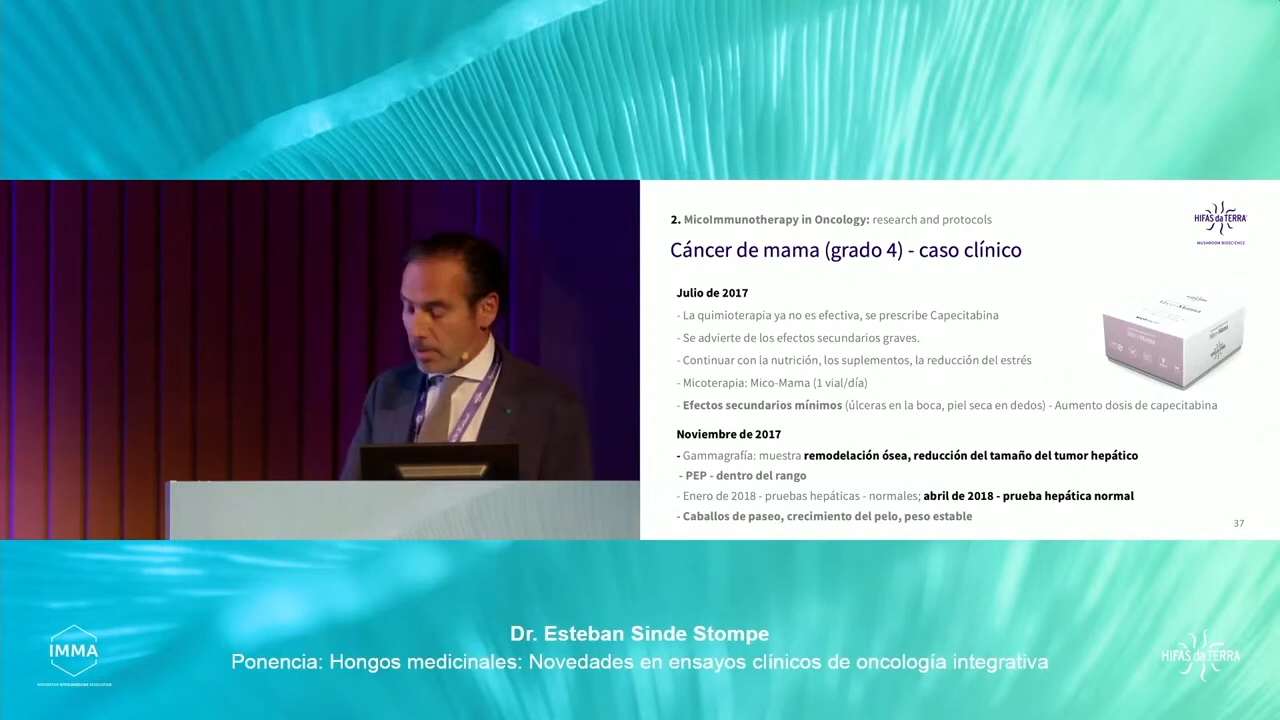 2. MicoImmunotherapy in Oncology: research and protocols
HIFAS da TERRA
MUSHROOM BIOSCIENCE
Cáncer de mama (grado 4) - caso clínico
Julio de 2017
- La quimioterapia ya no es efectiva, se prescribe Capecitabina
- Se advierte de los efectos secundarios graves.
- Continuar con la nutrición, los suplementos, la reducción del estrés
- Micoterapia: Mico-Mama (1 vial/día)
- Efectos secundarios mínimos (úlceras en la boca, piel seca en dedos) - Aumento dosis de capecitabina
Mico-Mama
Noviembre de 2017
- Gammagrafía: muestra remodelación ósea, reducción del tamaño del tumor hepático
- PEP - dentro del rango
- Enero de 2018 - pruebas hepáticas - normales; abril de 2018 - prueba hepática normal
- Caballos de paseo, crecimiento del pelo, peso estable
37
Dr. Esteban Sinde Stompe
Ponencia: Hongos medicinales: Novedades en ensayos clínicos de oncología integrativa
IMMA
HIFAS da TERRA